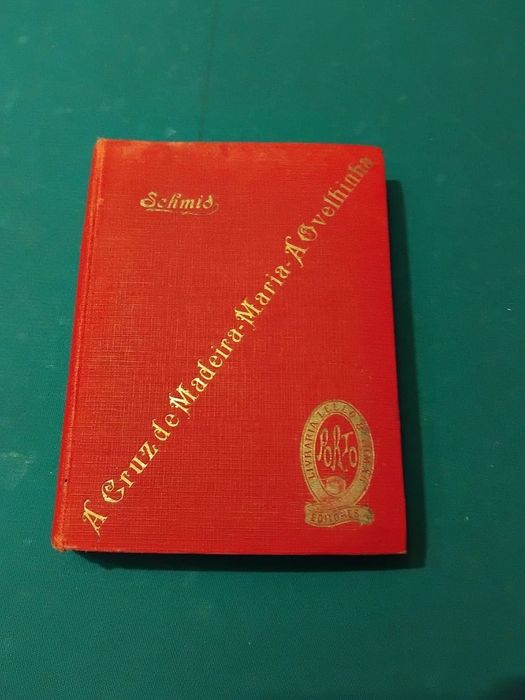 Schmid
A Cruz de Madeira-Maria-A Ovelhinha
LIVRARIA LELLO & IRMÃO
PORTO
EDITORES